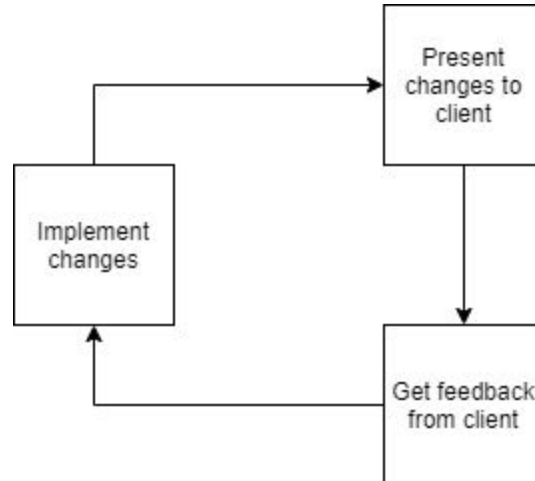 Present
changes to
client
Implement
changes
Get feedback
from client